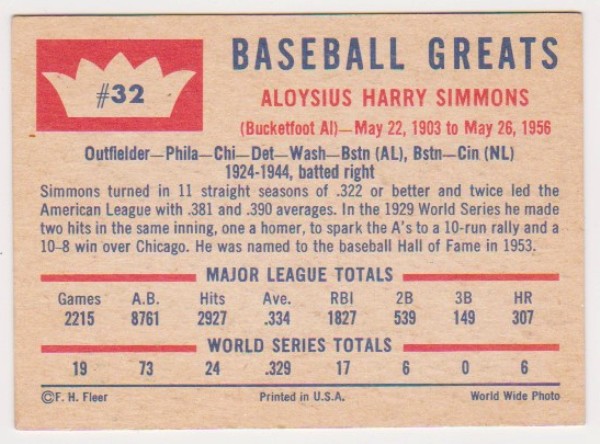 #32
BASEBALL GREATS
ALOYSIUS HARRY SIMMONS
(Bucketfoot Al)—May 22, 1903 to May 26, 1956
Outfielder—Phila—Chi—Det—Wash—Bstn (AL), Bstn—Cin (NL)
1924-1944, batted right
Simmons turned in 11 straight seasons of .322 or better and twice led the
American League with .381 and .390 averages. In the 1929 World Series he made
two hits in the same inning, one a homer, to spark the A's to a 10-run rally and a
10-8 win over Chicago. He was named to the baseball Hall of Fame in 1953.
MAJOR LEAGUE TOTALS
Games A.B. Hits Ave. RBI 2B 3B HR
2215 8761 2927 .334 1827 539 149 307
WORLD SERIES TOTALS
19 73 24 .329 17 6 0 6
©F. H. Fleer Printed in U.S.A. World Wide Photo